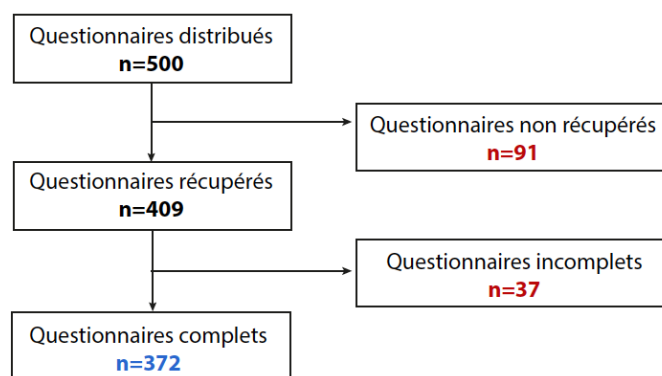 Questionnaires distribués
n=500
Questionnaires non récupérés
n=91
Questionnaires récupérés
n=409
Questionnaires incomplets
n=37
Questionnaires complets
n=372